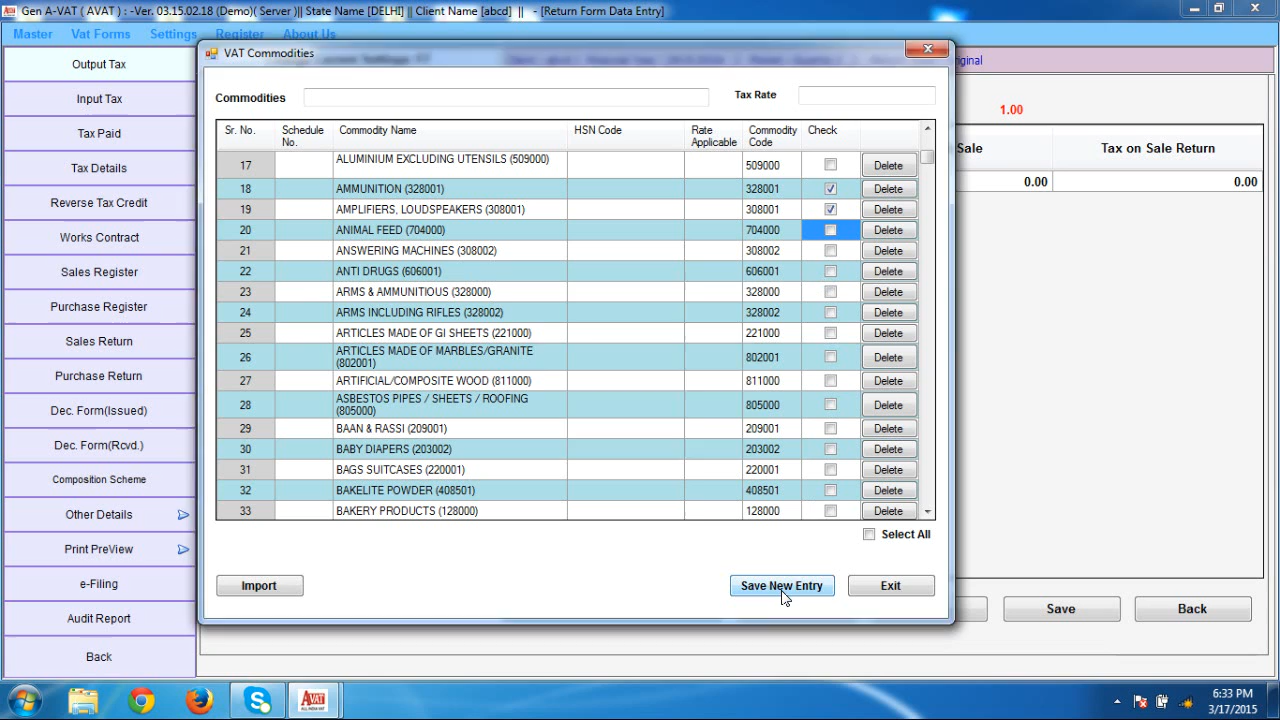 Gen A-VAT ( AVAT ) : -Ver. 03.15.02.18 (Demo)( Server )|| State Name [DELHI] || Client Name [abcd] || - [Return Form Data Entry]
Master Vat Forms Settings Register About Us
VAT Commodities
Output Tax
Input Tax
Tax Paid
Tax Details
Reverse Tax Credit
Works Contract
Sales Register
Purchase Register
Sales Return
Purchase Return
Dec. Form(Issued)
Dec. Form(Rcvd.)
Composition Scheme
Other Details
Print PreView
e-Filing
Audit Report
Back
Commodities Tax Rate
Sr. No. Schedule No. Commodity Name HSN Code Rate Applicable Commodity Code Check
17 ALUMINIUM EXCLUDING UTENSILS (509000) 509000 Delete
18 AMMUNITION (328001) 328001 Delete
19 AMPLIFIERS, LOUDSPEAKERS (308001) 308001 Delete
20 ANIMAL FEED (704000) 704000 Delete
21 ANSWERING MACHINES (308002) 308002 Delete
22 ANTI DRUGS (606001) 606001 Delete
23 ARMS & AMMUNITIOUS (328000) 328000 Delete
24 ARMS INCLUDING RIFLES (328002) 328002 Delete
25 ARTICLES MADE OF GI SHEETS (221000) 221000 Delete
26 ARTICLES MADE OF MARBLES/GRANITE (802001) 802001 Delete
27 ARTIFICIAL/COMPOSITE WOOD (811000) 811000 Delete
28 ASBESTOS PIPES / SHEETS / ROOFING (805000) 805000 Delete
29 BAAN & RASSI (209001) 209001 Delete
30 BABY DIAPERS (203002) 203002 Delete
31 BAGS SUITCASES (220001) 220001 Delete
32 BAKELITE POWDER (408501) 408501 Delete
33 BAKERY PRODUCTS (128000) 128000 Delete
Select All
Import Save New Entry Exit
ginal
1.00
Sale Tax on Sale Return
0.00 0.00
Save Back
AVAT
6:33 PM
3/17/2015